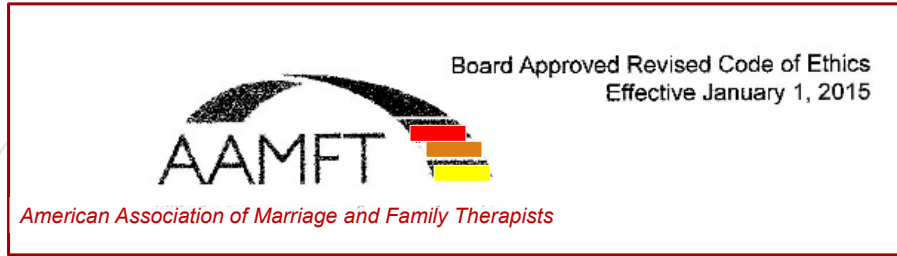 Board Approved Revised Code of Ethics
Effective January 1, 2015
AAMFT
American Association of Marriage and Family Therapists